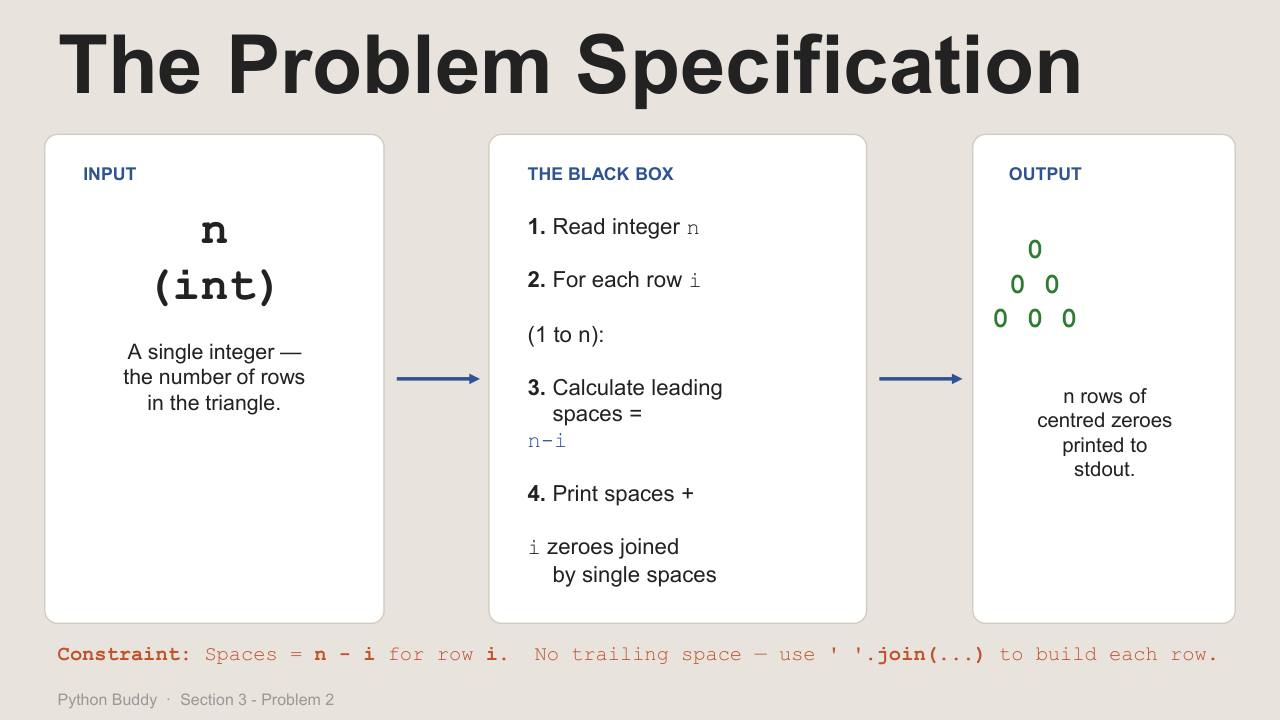 The Problem Specification
INPUT
n
(int)
A single integer —
the number of rows
in the triangle.
THE BLACK BOX
1. Read integer n
2. For each row i
(1 to n):
3. Calculate leading
spaces =
n-i
4. Print spaces +
i zeroes joined
by single spaces
OUTPUT
0
0 0
0 0 0
n rows of
centred zeroes
printed to
stdout.
Constraint: Spaces = n - i for row i. No trailing space — use ' '.join(...) to build each row.
Python Buddy · Section 3 - Problem 2